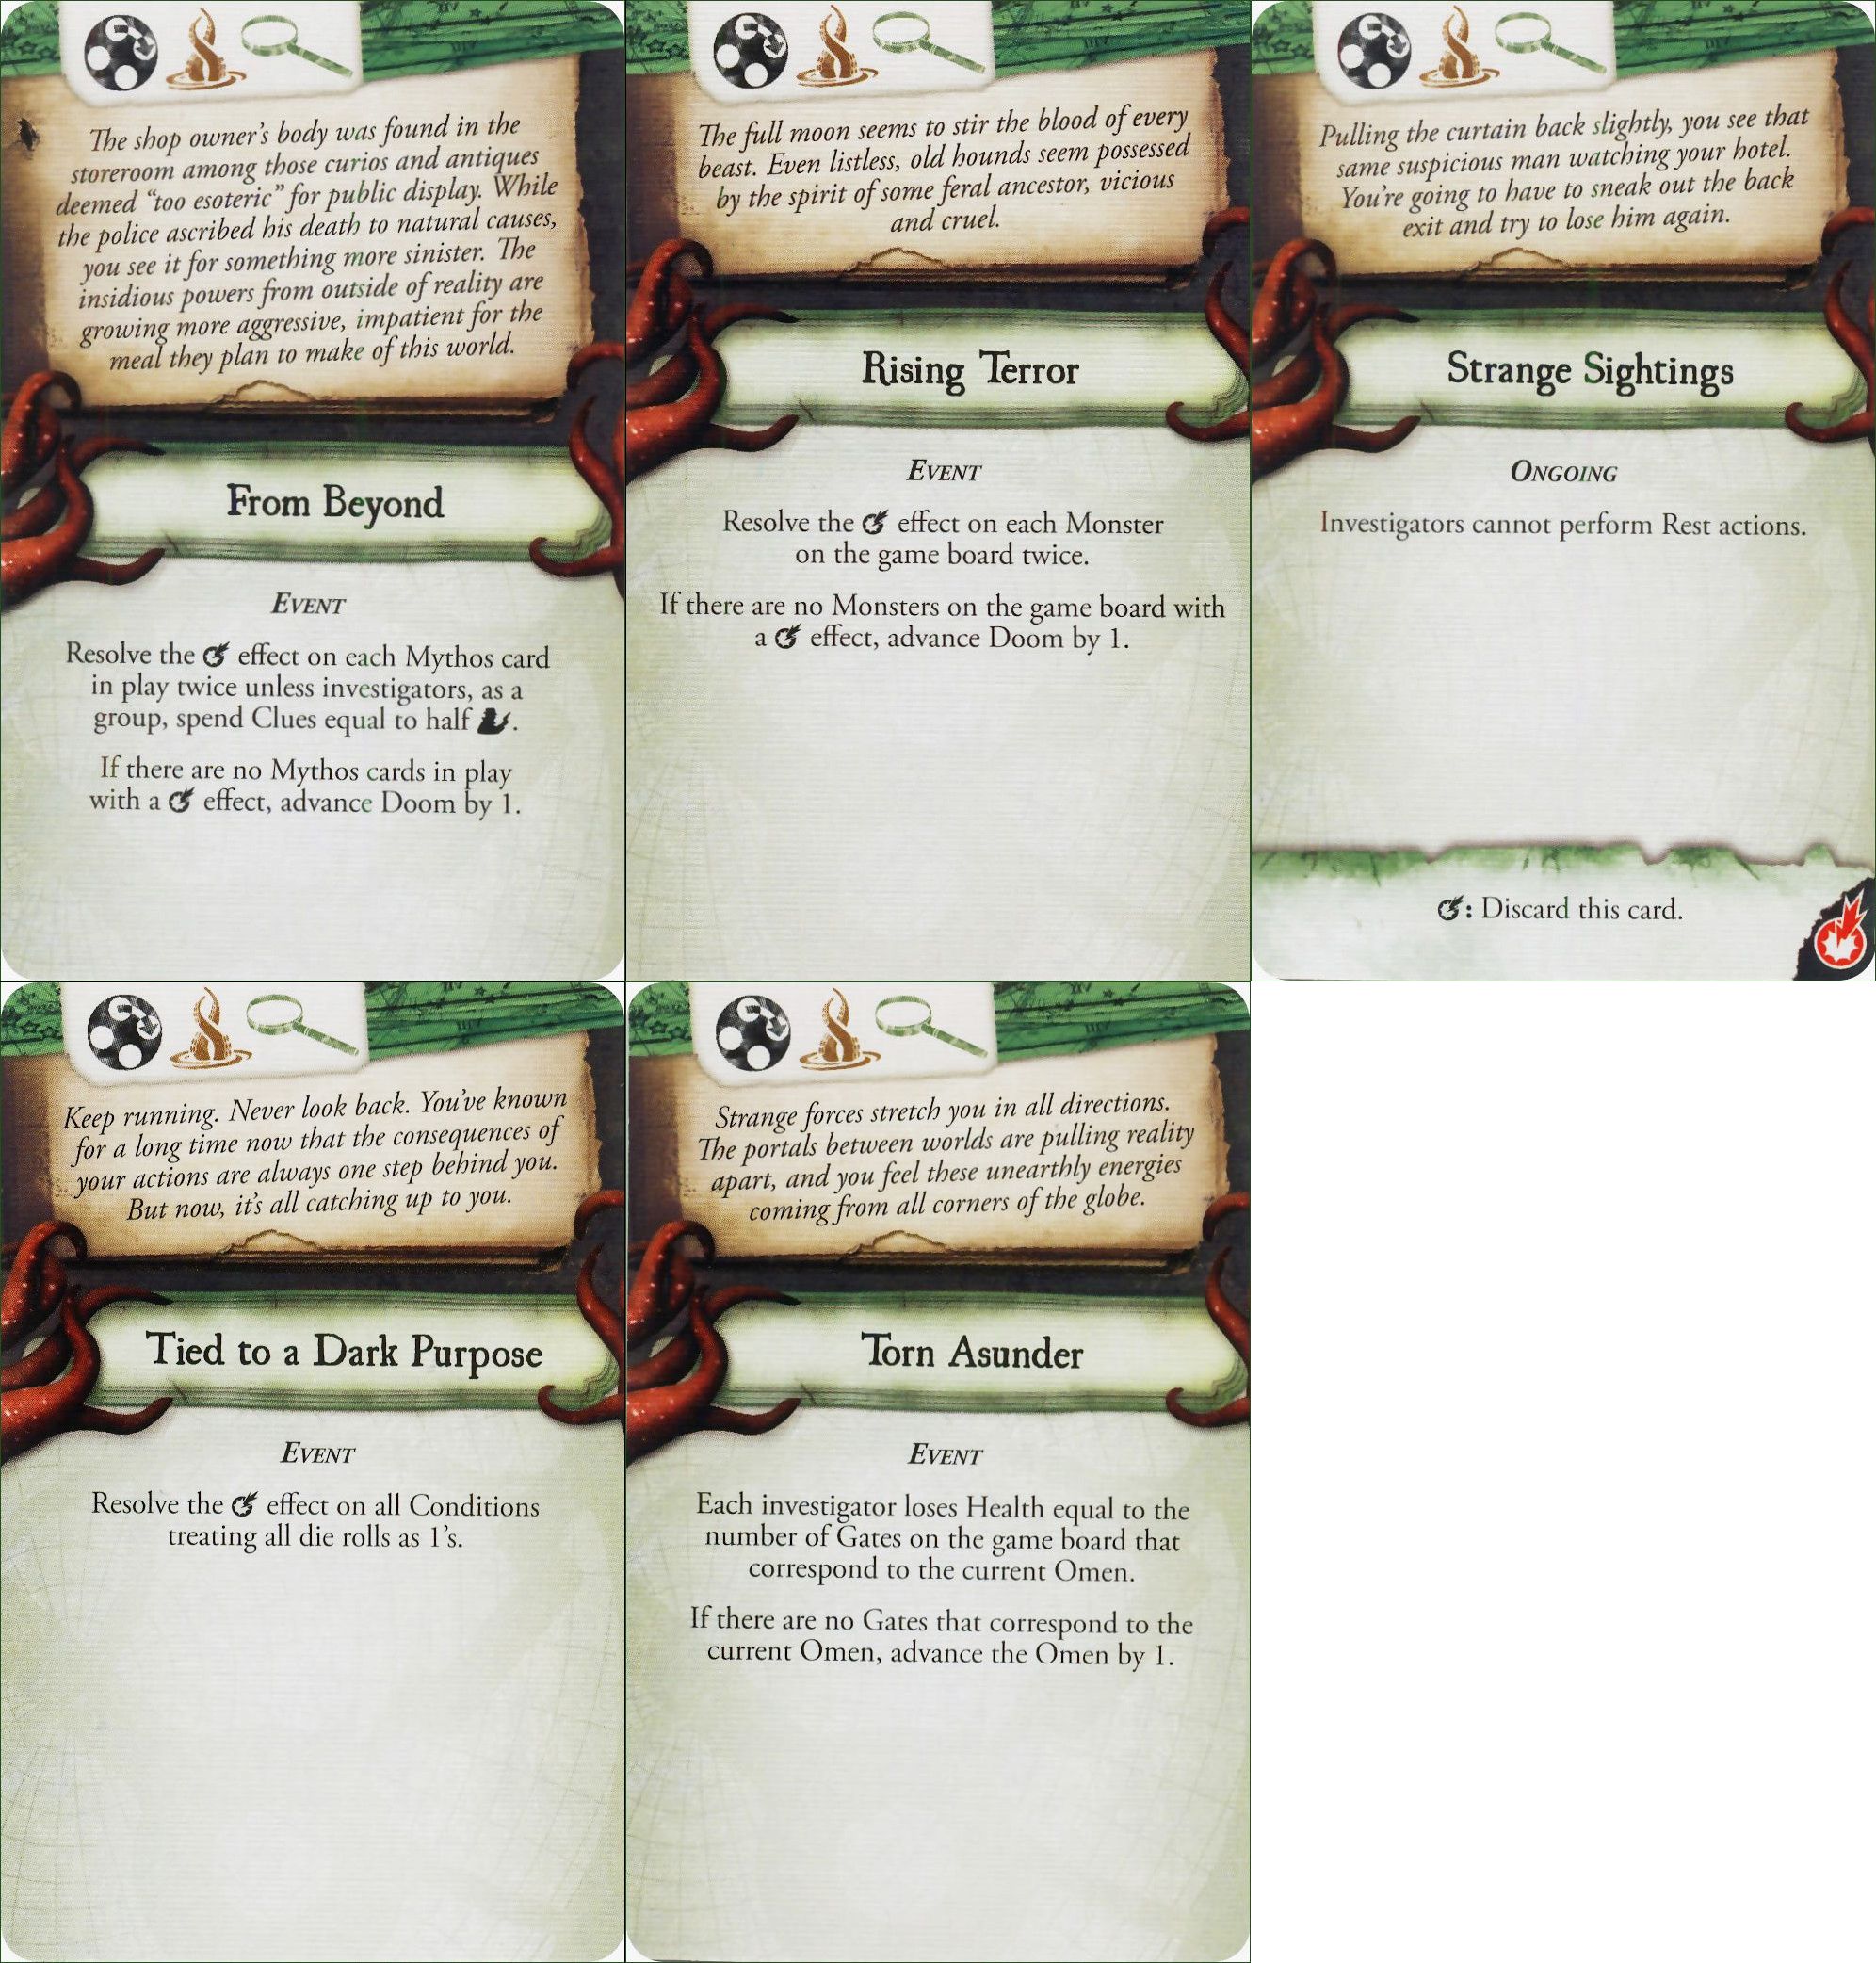 The shop owner's body was found in the
storeroom among those curios and antiques
deemed “too esoteric” for public display. While
the police ascribed his death to natural causes,
you see it for something more sinister. The
insidious powers from outside of reality are
growing more aggressive, impatient for the
meal they plan to make of this world.
From Beyond
EVENT
Resolve the effect on each Mythos card
in play twice unless investigators, as a
group, spend Clues equal to half .
If there are no Mythos cards in play
with a effect, advance Doom by 1.
The full moon seems to stir the blood of every
beast. Even listless, old hounds seem possessed
by the spirit of some feral ancestor, vicious
and cruel.
Rising Terror
EVENT
Resolve the effect on each Monster
on the game board twice.
If there are no Monsters on the game board with
a effect, advance Doom by 1.
Pulling the curtain back slightly, you see that
same suspicious man watching your hotel.
You're going to have to sneak out the back
exit and try to lose him again.
Strange Sightings
ONGOING
Investigators cannot perform Rest actions.
: Discard this card.
Keep running. Never look back. You've known
for a long time now that the consequences of
your actions are always one step behind you.
But now, it's all catching up to you.
Tied to a Dark Purpose
EVENT
Resolve the effect on all Conditions
treating all die rolls as 1's.
Strange forces stretch you in all directions.
The portals between worlds are pulling reality
apart, and you feel these unearthly energies
coming from all corners of the globe.
Torn Asunder
EVENT
Each investigator loses Health equal to the
number of Gates on the game board that
correspond to the current Omen.
If there are no Gates that correspond to the
current Omen, advance the Omen by 1.